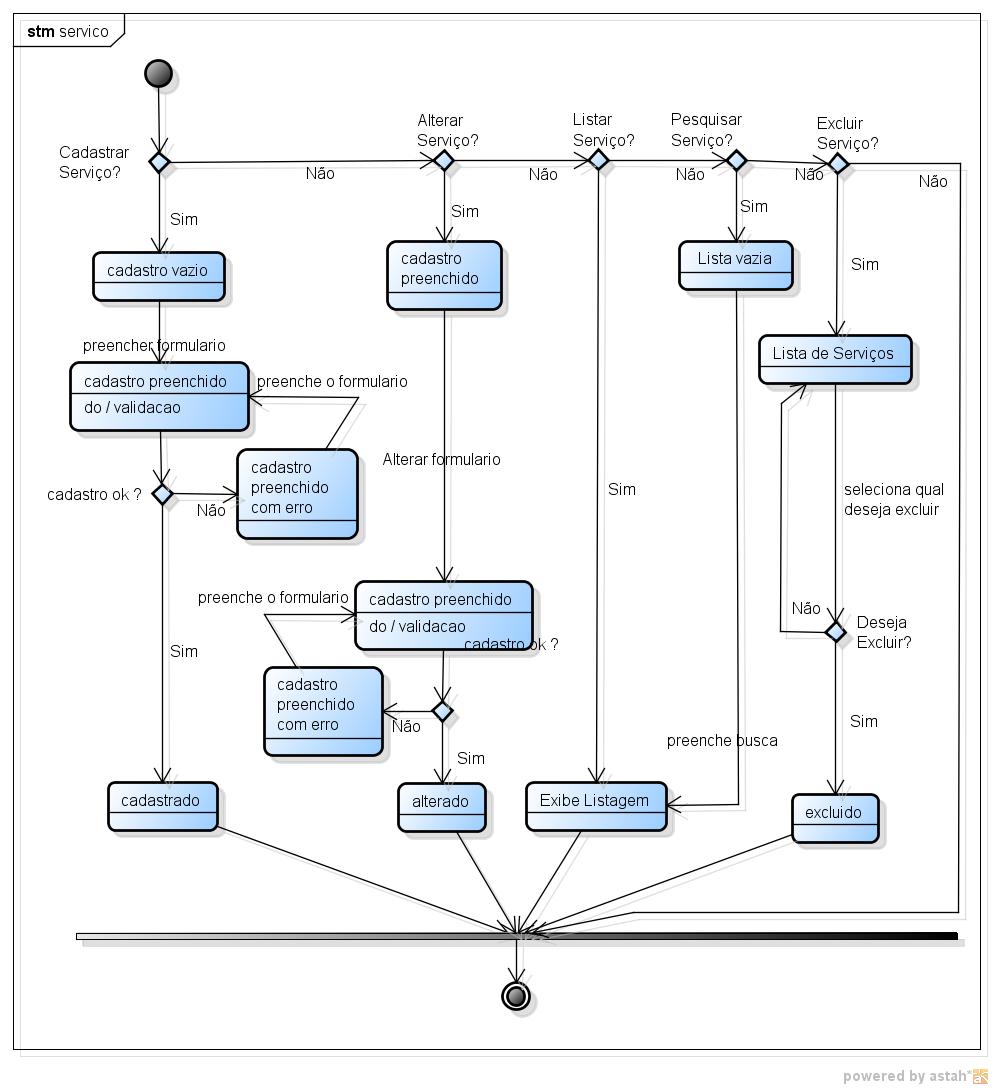 stm servico
Alterar
Serviço?
Listar
Serviço?
Pesquisar
Serviço?
Excluir
Serviço?
Cadastrar
Serviço?
Não
Não
Não
Não
Não
Sim
Sim
Sim
Sim
cadastro vazio
cadastro
preenchido
Lista vazia
preencher formulario
Lista de Serviços
cadastro preenchido
do / validacao
preenche o formulario
Alterar formulario
cadastro
preenchido
com erro
cadastro ok ?
Não
Sim
seleciona qual
deseja excluir
preenche o formulario
cadastro preenchido
do / validacao
cadastro ok ?
Não
Deseja
Excluir?
Sim
cadastro
preenchido
com erro
Não
Sim
Sim
preenche busca
cadastrado
alterado
Exibe Listagem
excluido
powered by astah*